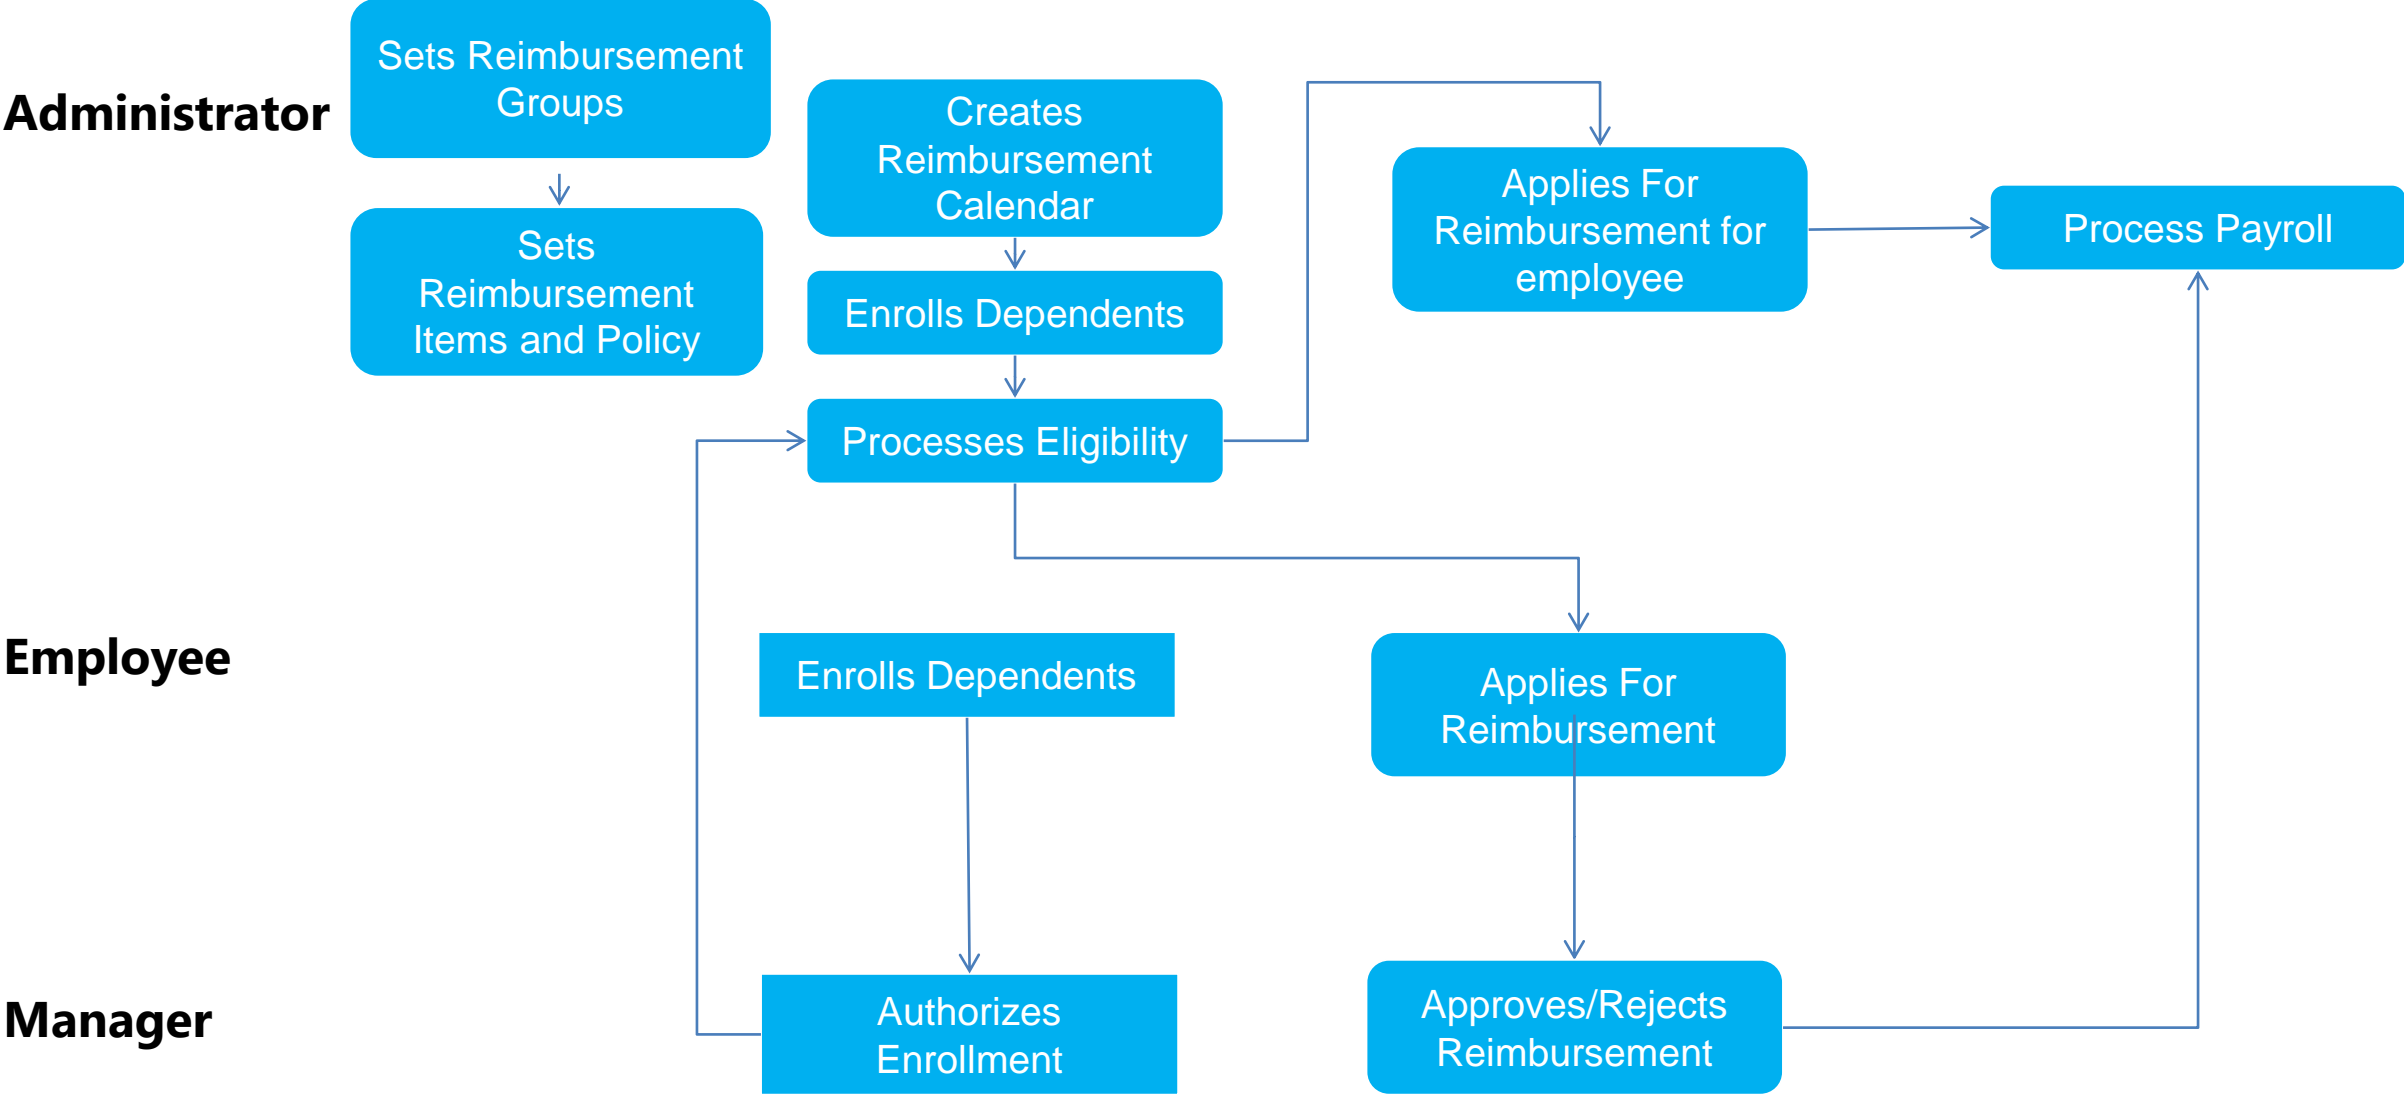 Administrator
Sets Reimbursement
Groups
Sets
Reimbursement
Items and Policy
Creates
Reimbursement
Calendar
Enrolls Dependents
Processes Eligibility
Applies For
Reimbursement for
employee
Process Payroll
Employee
Enrolls Dependents
Applies For
Reimbursement
Manager
Authorizes
Enrollment
Approves/Rejects
Reimbursement